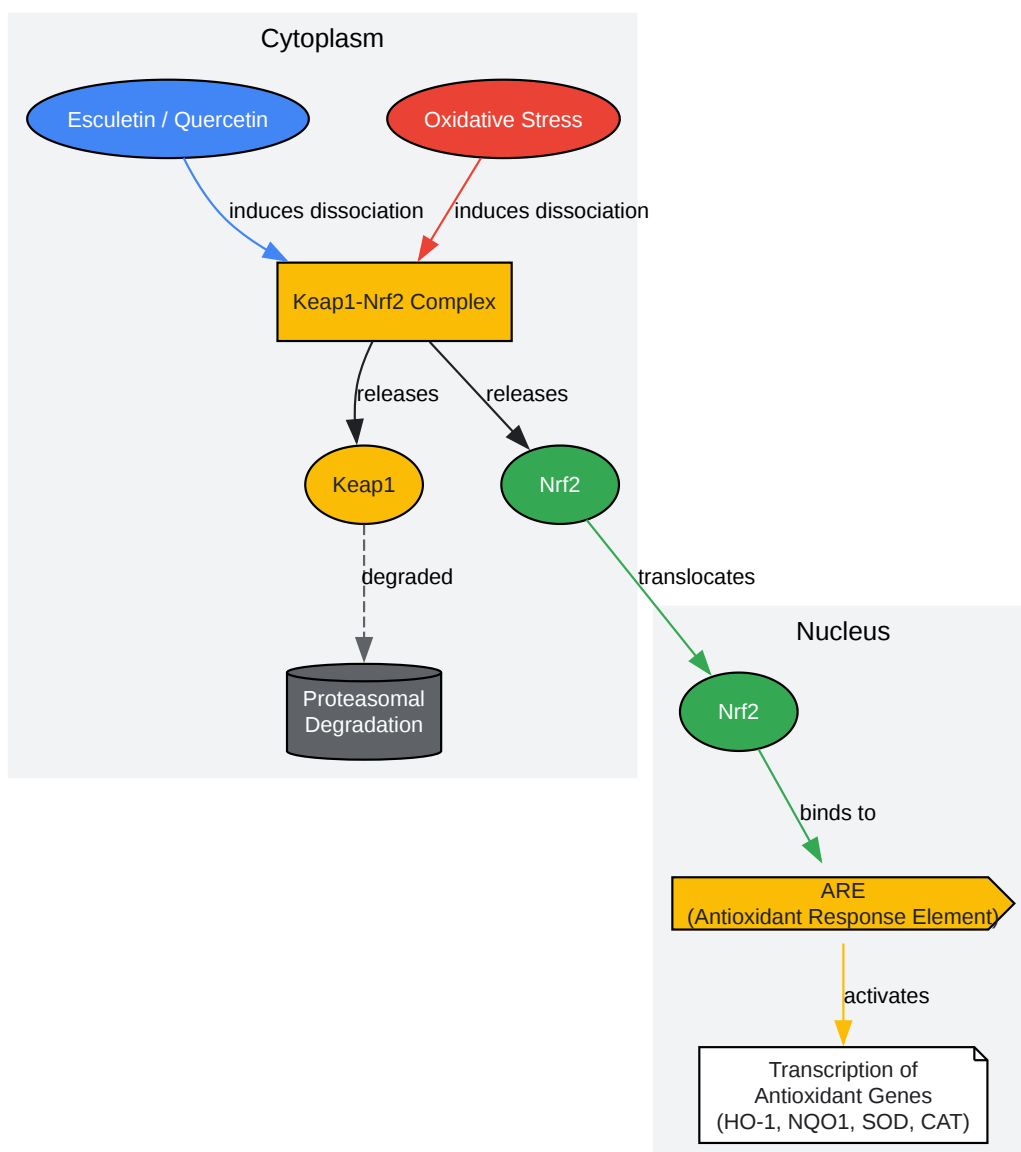 Cytoplasm
Esculetin / Quercetin
Oxidative Stress
induces dissociation
induces dissociation
Keap1-Nrf2 Complex
releases
releases
Keap1
Nrf2
degraded
translocates
Nucleus
Proteasomal
Degradation
Nrf2
binds to
ARE
(Antioxidant Response Element)
activates
Transcription of
Antioxidant Genes
(HO-1, NQO1, SOD, CAT)